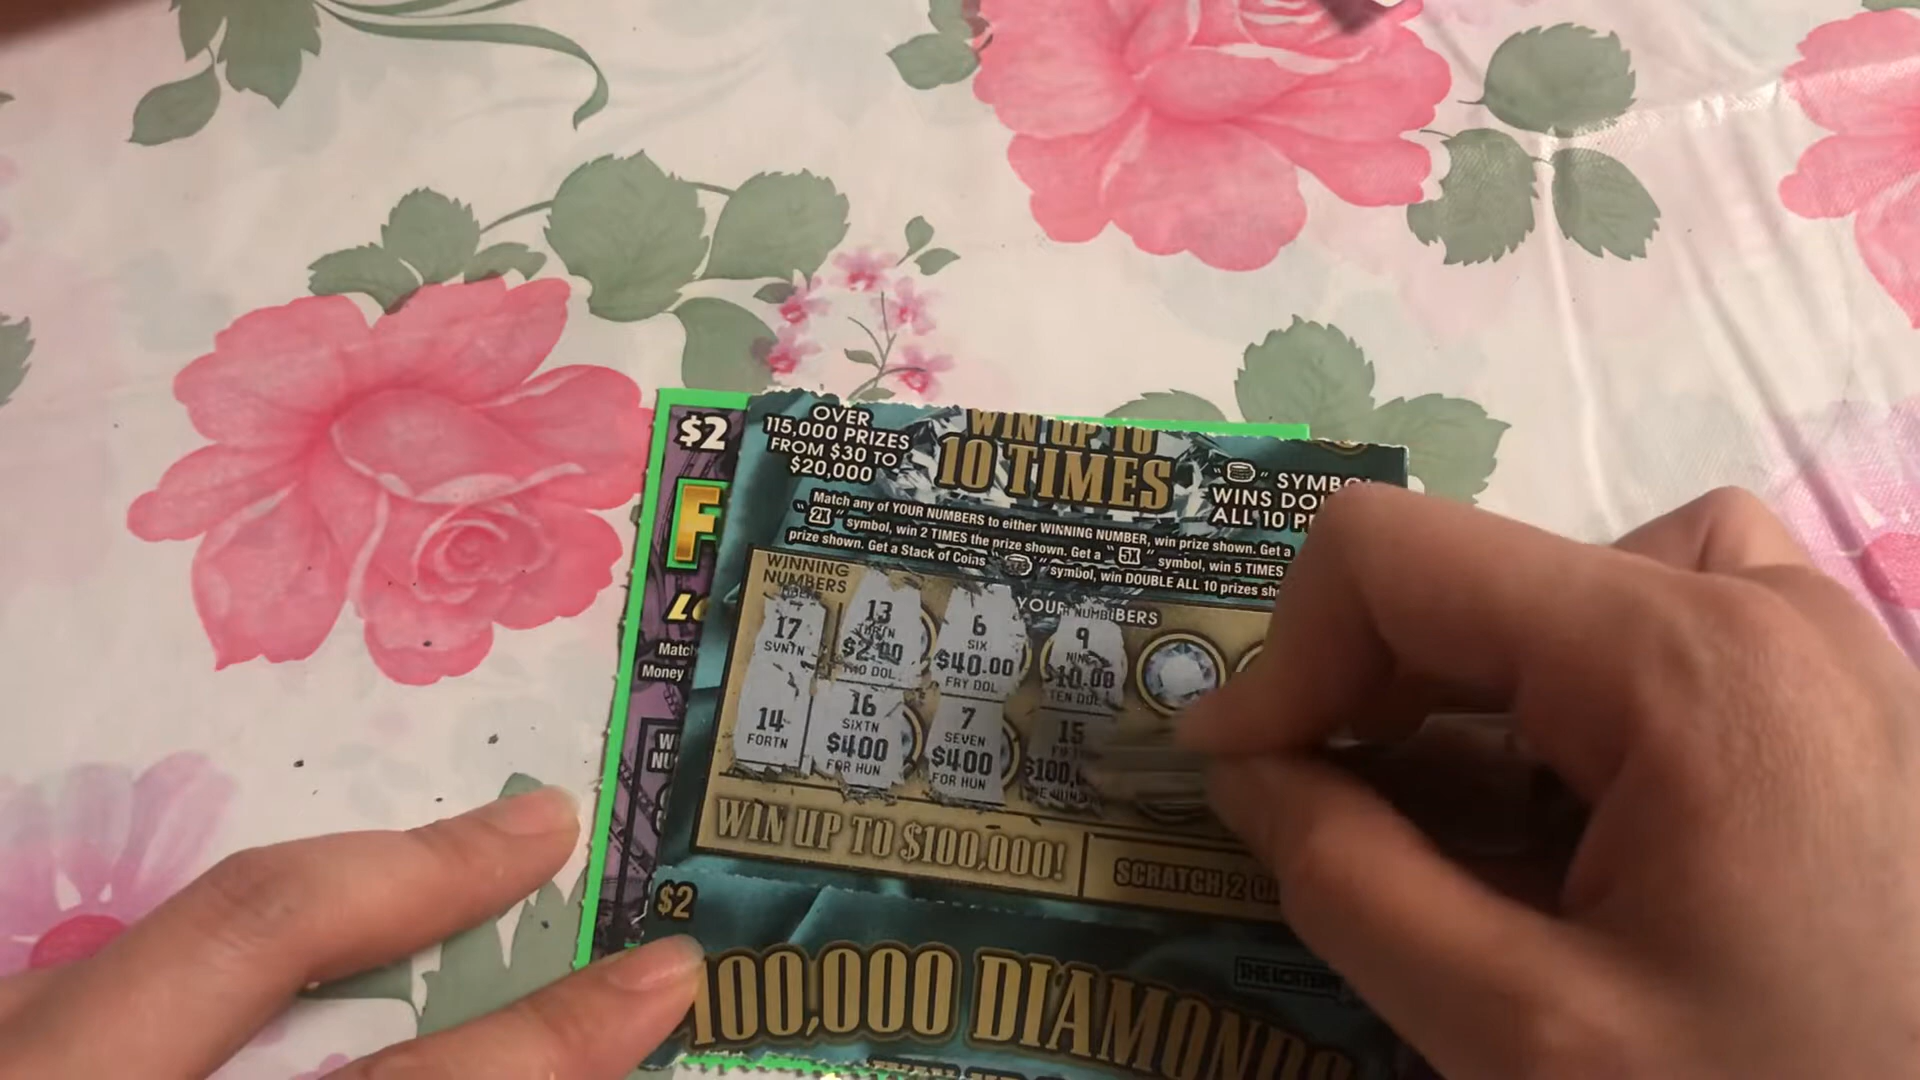 $2
OVER
115,000 PRIZES
FROM $30 TO
$20,000
WIN UP TO
10 TIMES
" " SYMBOL
WINS
ALL 10
Match any of YOUR NUMBERS to either WINNING NUMBER, win prize shown. Get a
"2X" symbol, win 2 TIMES the prize shown. Get a "5X" symbol, win 5 TIMES
prize shown. Get a Stack of Coins " " symbol, win DOUBLE ALL 10 prizes
Match
Money
WINNING
NUMBERS
YOUR NUMBERS
17
SVNTN
13
THRTN
$2.00
TWO DOL
6
SIX
$40.00
FRY DOL
9
$10.00
TEN DOL
14
FORTN
16
SIXTN
$400
FOR HUN
7
SEVEN
$400
FOR HUN
15
WIN UP TO $100,000!
SCRATCH 2
$2
100,000